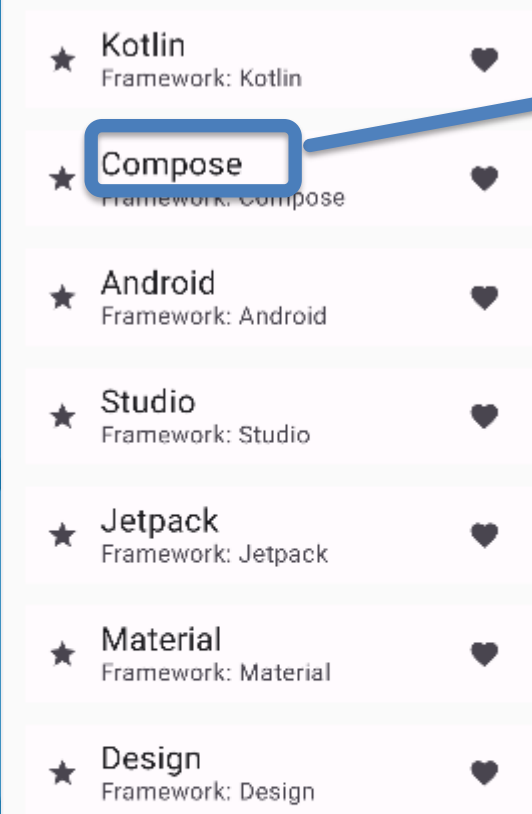 Kotlin
Framework: Kotlin
Compose
Framework: Compose
Android
Framework: Android
Studio
Framework: Studio
Jetpack
Framework: Jetpack
Material
Framework: Material
Design
Framework: Design